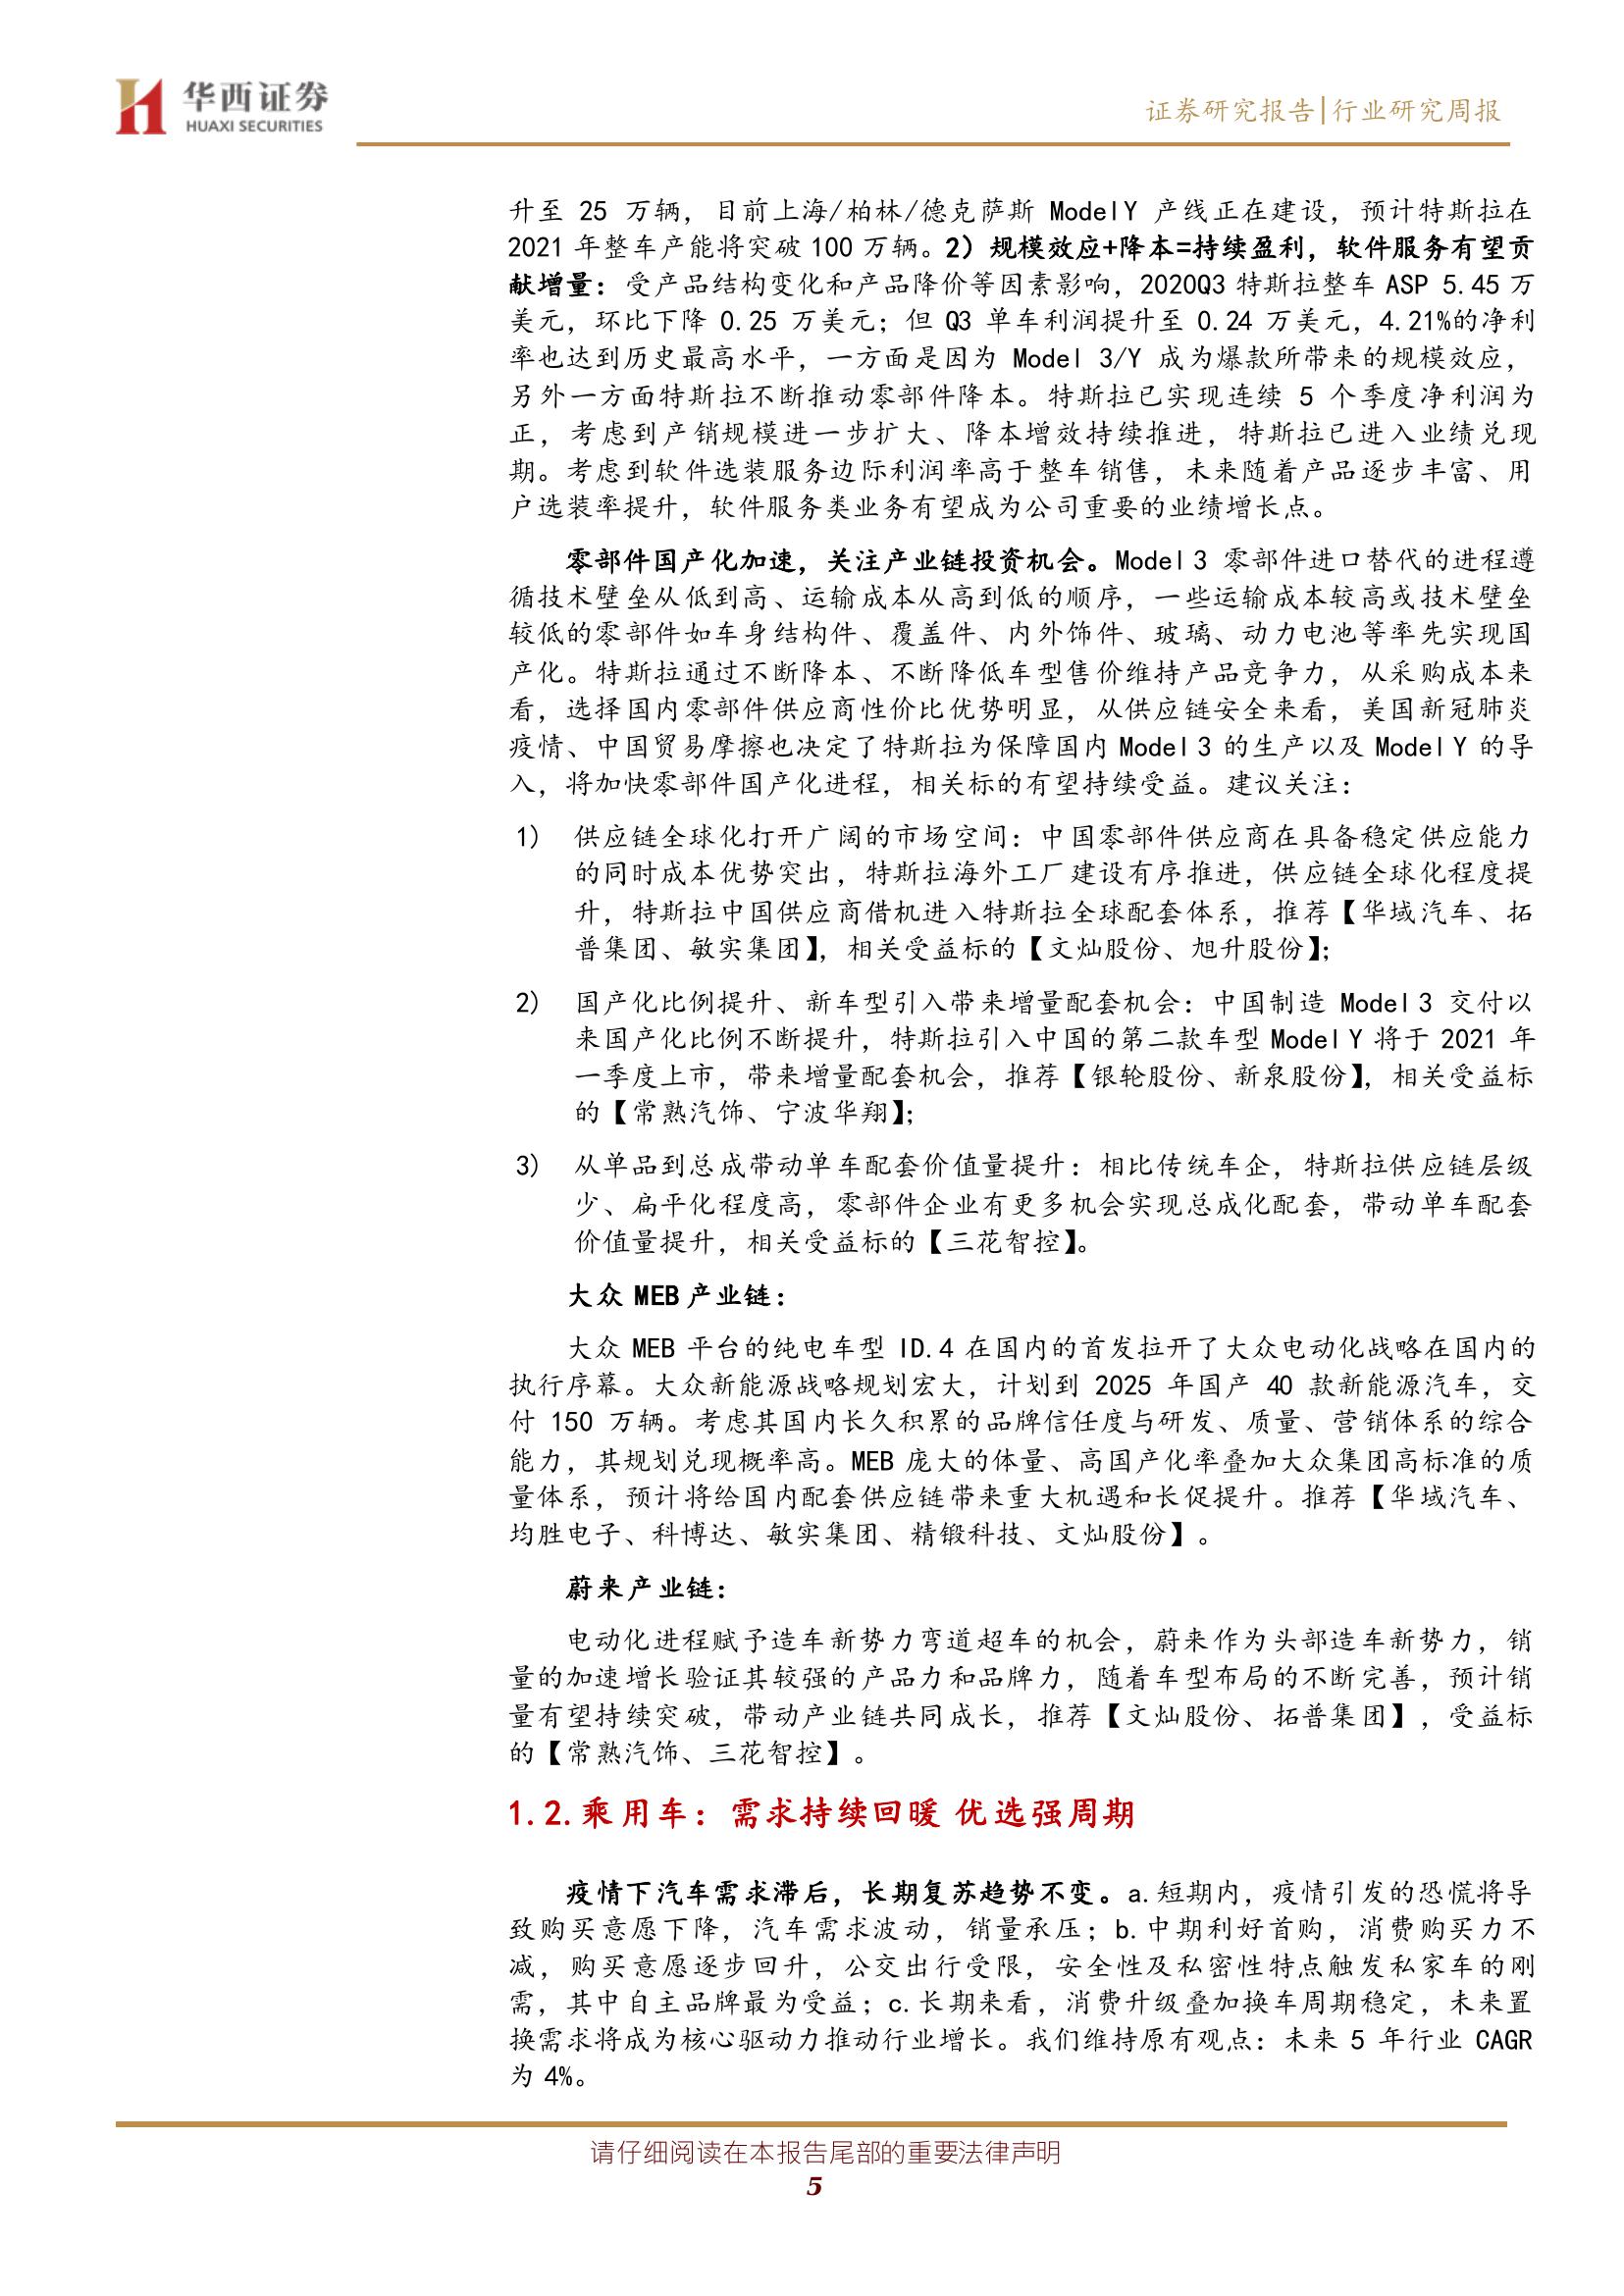 华西证券
HUAXI SECURITIES
证券研究报告|行业研究周报
升至 25 万辆，目前上海/柏林/德克萨斯 ModelY 产线正在建设，预计特斯拉在
2021 年整车产能将突破 100 万辆。2）规模效应+降本=持续盈利，软件服务有望贡
献增量：受产品结构变化和产品降价等因素影响，2020Q3 特斯拉整车 ASP 5.45 万
美元，环比下降 0.25 万美元；但 Q3 单车利润提升至 0.24 万美元，4.21%的净利
率也达到历史最高水平，一方面是因为 Model 3/Y 成为爆款所带来的规模效应，
另外一方面特斯拉不断推动零部件降本。特斯拉已实现连续 5 个季度净利润为
正，考虑到产销规模进一步扩大、降本增效持续推进，特斯拉已进入业绩兑现
期。考虑到软件选装服务边际利润率高于整车销售，未来随着产品逐步丰富、用
户选装率提升，软件服务类业务有望成为公司重要的业绩增长点。
零部件国产化加速，关注产业链投资机会。Model 3 零部件进口替代的进程遵
循技术壁垒从低到高、运输成本从高到低的顺序，一些运输成本较高或技术壁垒
较低的零部件如车身结构件、覆盖件、内外饰件、玻璃、动力电池等率先实现国
产化。特斯拉通过不断降本、不断降低车型售价维持产品竞争力，从采购成本来
看，选择国内零部件供应商性价比优势明显，从供应链安全来看，美国新冠肺炎
疫情、中国贸易摩擦也决定了特斯拉为保障国内 Model 3 的生产以及 Model Y 的导
入，将加快零部件国产化进程，相关标的有望持续受益。建议关注：
1） 供应链全球化打开广阔的市场空间：中国零部件供应商在具备稳定供应能力
的同时成本优势突出，特斯拉海外工厂建设有序推进，供应链全球化程度提
升，特斯拉中国供应商借机进入特斯拉全球配套体系，推荐【华域汽车、拓
普集团、敏实集团】，相关受益标的【文灿股份、旭升股份】；
2） 国产化比例提升、新车型引入带来增量配套机会：中国制造 Model 3 交付以
来国产化比例不断提升，特斯拉引入中国的第二款车型 Model Y 将于 2021 年
一季度上市，带来增量配套机会，推荐【银轮股份、新泉股份】，相关受益标
的【常熟汽饰、宁波华翔】；
3） 从单品到总成带动单车配套价值量提升：相比传统车企，特斯拉供应链层级
少、扁平化程度高，零部件企业有更多机会实现总成化配套，带动单车配套
价值量提升，相关受益标的【三花智控】。
大众 MEB 产业链：
大众 MEB 平台的纯电车型 ID.4 在国内的首发拉开了大众电动化战略在国内的
执行序幕。大众新能源战略规划宏大，计划到 2025 年国产 40 款新能源汽车，交
付 150 万辆。考虑其国内长久积累的品牌信任度与研发、质量、营销体系的综合
能力，其规划兑现概率高。MEB 庞大的体量、高国产化率叠加大众集团高标准的质
量体系，预计将给国内配套供应链带来重大机遇和长促提升。推荐【华域汽车、
均胜电子、科博达、敏实集团、精锻科技、文灿股份】。
蔚来产业链：
电动化进程赋予造车新势力弯道超车的机会，蔚来作为头部造车新势力，销
量的加速增长验证其较强的产品力和品牌力，随着车型布局的不断完善，预计销
量有望持续突破，带动产业链共同成长，推荐【文灿股份、拓普集团】，受益标
的【常熟汽饰、三花智控】。
1.2.乘用车：需求持续回暖 优选强周期
疫情下汽车需求滞后，长期复苏趋势不变。a.短期内，疫情引发的恐慌将导
致购买意愿下降，汽车需求波动，销量承压；b.中期利好首购，消费购买力不
减，购买意愿逐步回升，公交出行受限，安全性及私密性特点触发私家车的刚
需，其中自主品牌最为受益；c.长期来看，消费升级叠加换车周期稳定，未来置
换需求将成为核心驱动力推动行业增长。我们维持原有观点：未来 5 年行业 CAGR
为 4%。
请仔细阅读在本报告尾部的重要法律声明
5